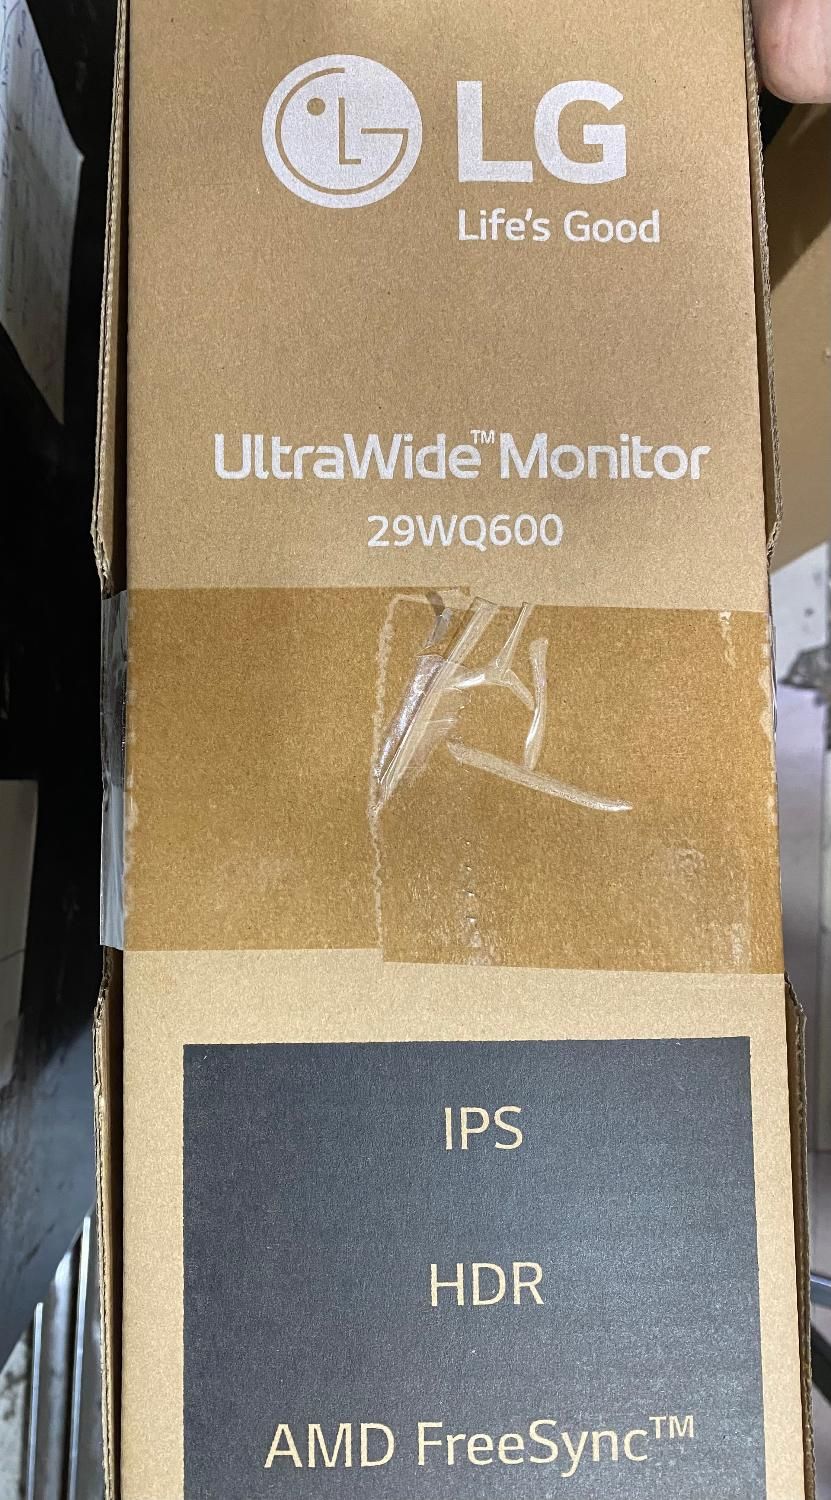 LG
Life's Good
UltraWide™ Monitor
29WQ600
IPS
HDR
AMD FreeSync™